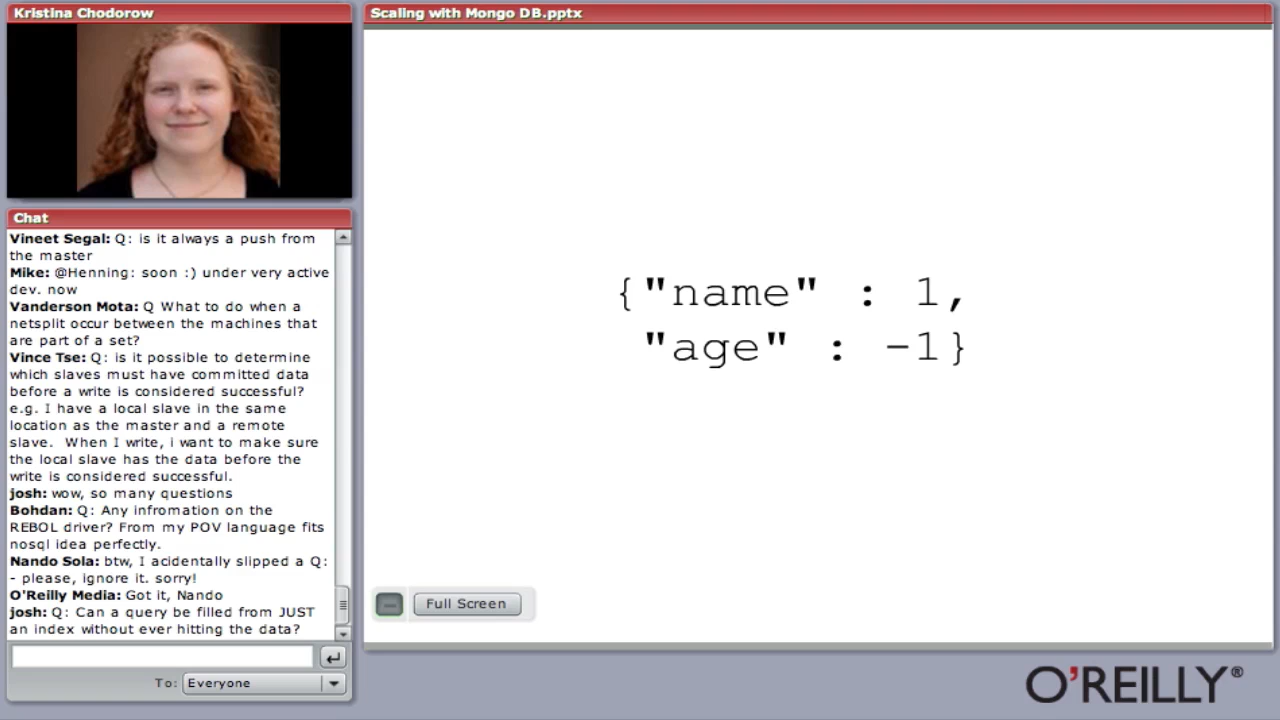 Kristina Chodorow
Scaling with Mongo DB.pptx
Chat
Vineet Segal: Q: is it always a push from
the master
Mike: @Henning: soon :) under very active
dev. now
Vanderson Mota: Q What to do when a
netsplit occur between the machines that
are part of a set?
Vince Tse: Q: is it possible to determine
which slaves must have committed data
before a write is considered successful?
e.g. I have a local slave in the same
location as the master and a remote
slave.  When I write, i want to make sure
the local slave has the data before the
write is considered successful.
josh: wow, so many questions
Bohdan: Q: Any infromation on the
REBOL driver? From my POV language fits
nosql idea perfectly.
Nando Sola: btw, I acidentally slipped a Q:
- please, ignore it. sorry!
O'Reilly Media: Got it, Nando
josh: Q: Can a query be filled from JUST
an index without ever hitting the data?
To: Everyone
{"name" : 1,
"age" : -1}
Full Screen
O'REILLY®